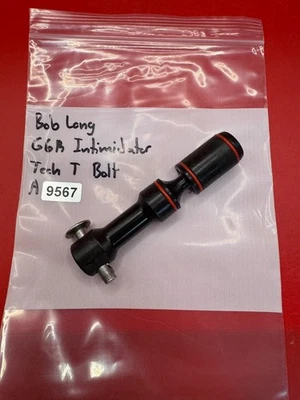 Bob Long
G6R Intimidator
Tech T Bolt
A 9567